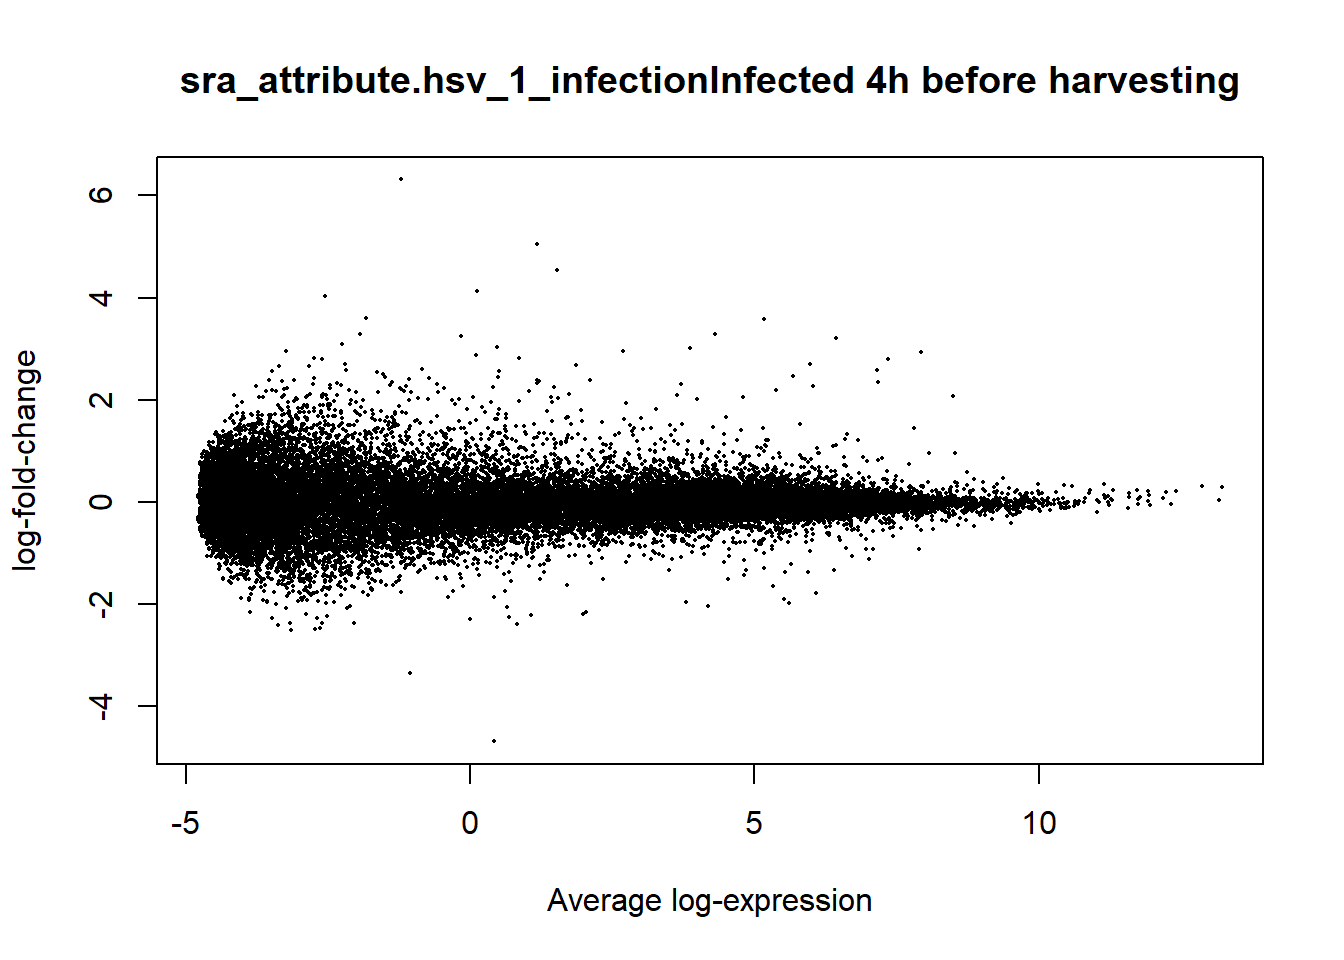 sra_attribute.hsv_1_infectionInfected 4h before harvesting
6
4
2
0
-2
-4
log-fold-change
-5 0 5 10
Average log-expression